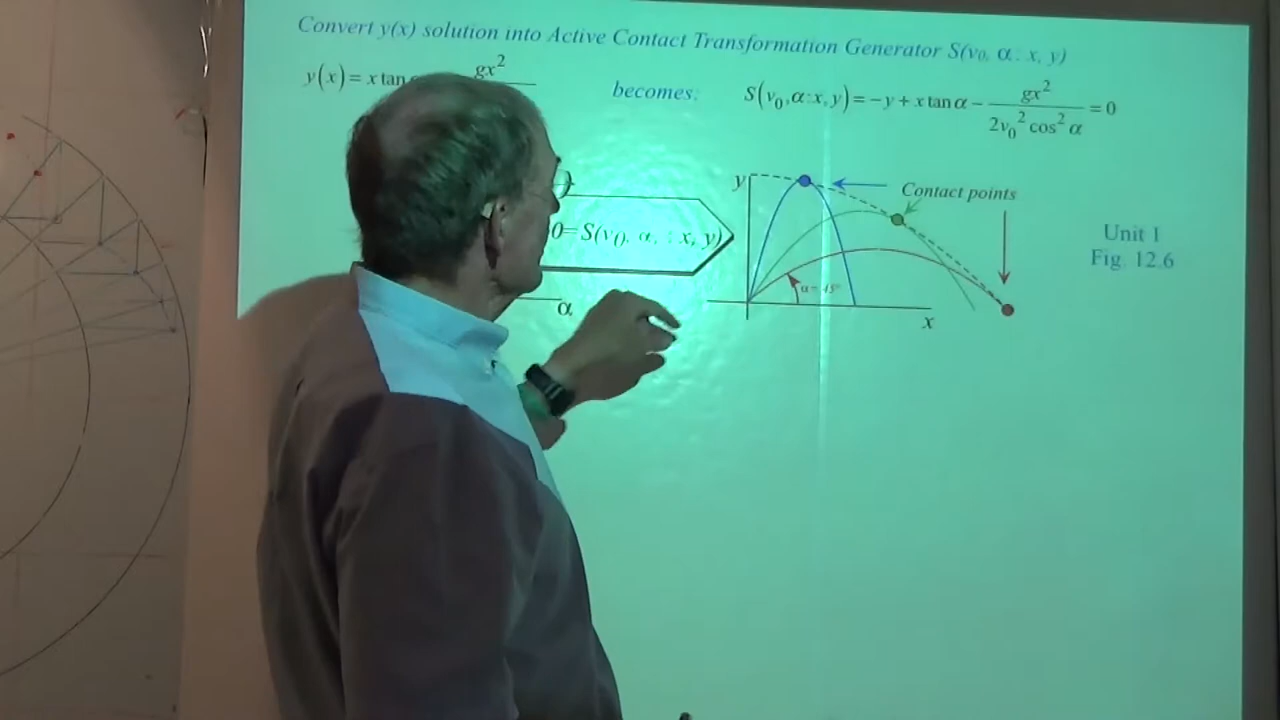 Convert y(x) solution into Active Contact Transformation Generator S(v₀, α : x, y)
y(x) = x tan gx²
becomes:
S(v₀,α:x,y) = -y + x tan α - gx² / 2v₀² cos² α = 0
y
Contact points
0=S(v₀, α, : x, y)
Unit 1
Fig. 12.6
α= 45°
α
x